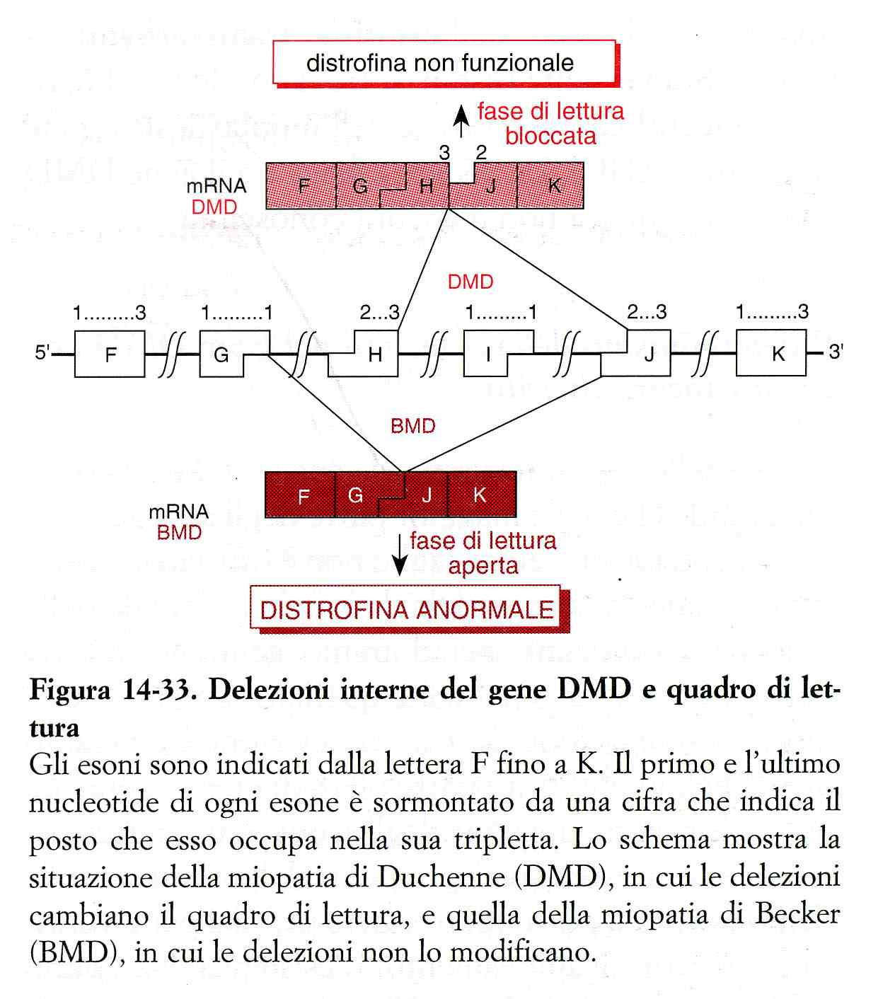 distrofina non funzionale
fase di lettura
bloccata
3 2
mRNA
DMD
F G H J K
DMD
1.........3 1.........1 2...3 1.........1 2...3 1.........3
5' F G H I J K 3'
BMD
F G J K
mRNA
BMD
fase di lettura
aperta
DISTROFINA ANORMALE
Figura 14-33. Delezioni interne del gene DMD e quadro di let-
tura
Gli esoni sono indicati dalla lettera F fino a K. Il primo e l'ultimo
nucleotide di ogni esone è sormontato da una cifra che indica il
posto che esso occupa nella sua tripletta. Lo schema mostra la
situazione della miopatia di Duchenne (DMD), in cui le delezioni
cambiano il quadro di lettura, e quella della miopatia di Becker
(BMD), in cui le delezioni non lo modificano.